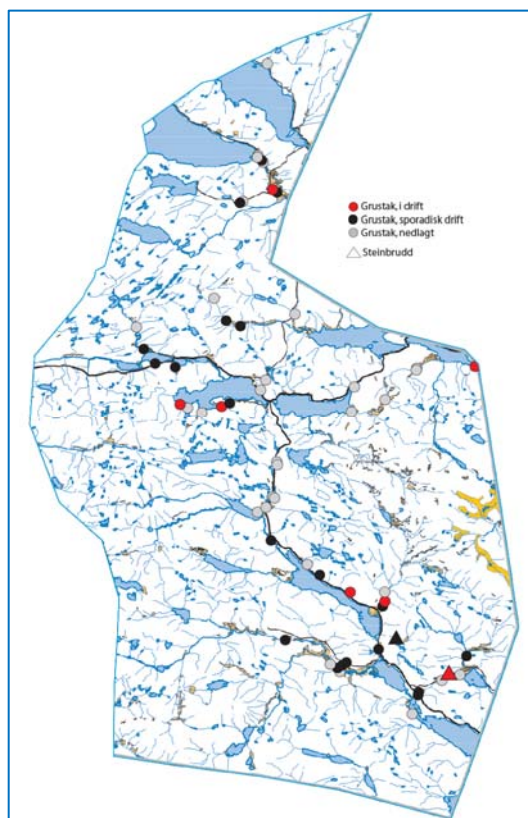 Grustak, i drift
Grustak, sporadisk drift
Grustak, nedlagt
Steinbrudd